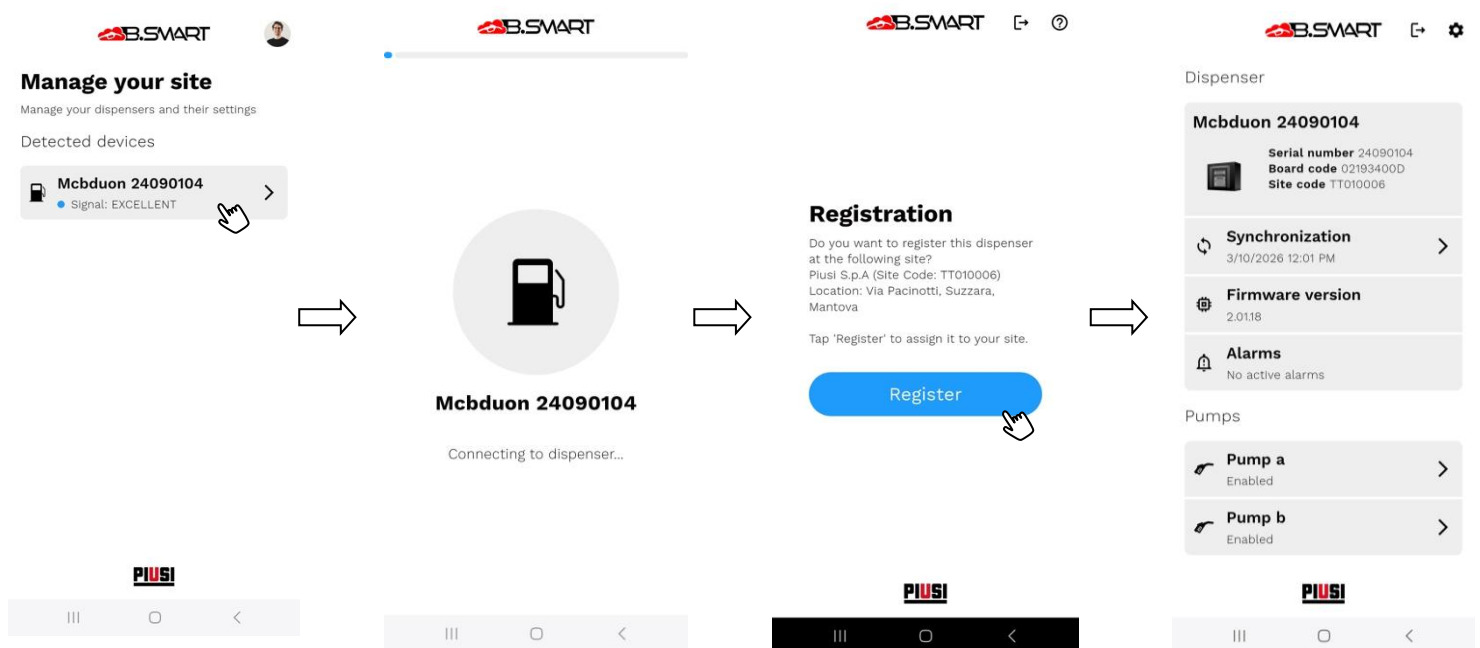 B.SMART
Manage your site
Manage your dispensers and their settings
Detected devices
Mcbduon 24090104
Signal: EXCELLENT
PIUSI
B.SMART
Mcbduon 24090104
Connecting to dispenser...
B.SMART
Registration
Do you want to register this dispenser
at the following site?
Piusi S.p.A (Site Code: TT010006)
Location: Via Pacinotti, Suzzara,
Mantova
Tap 'Register' to assign it to your site.
Register
PIUSI
B.SMART
Dispenser
Mcbduon 24090104
Serial number 24090104
Board code 02193400D
Site code TT010006
Synchronization
3/10/2026 12:01 PM
Firmware version
2.01.18
Alarms
No active alarms
Pumps
Pump a
Enabled
Pump b
Enabled
PIUSI